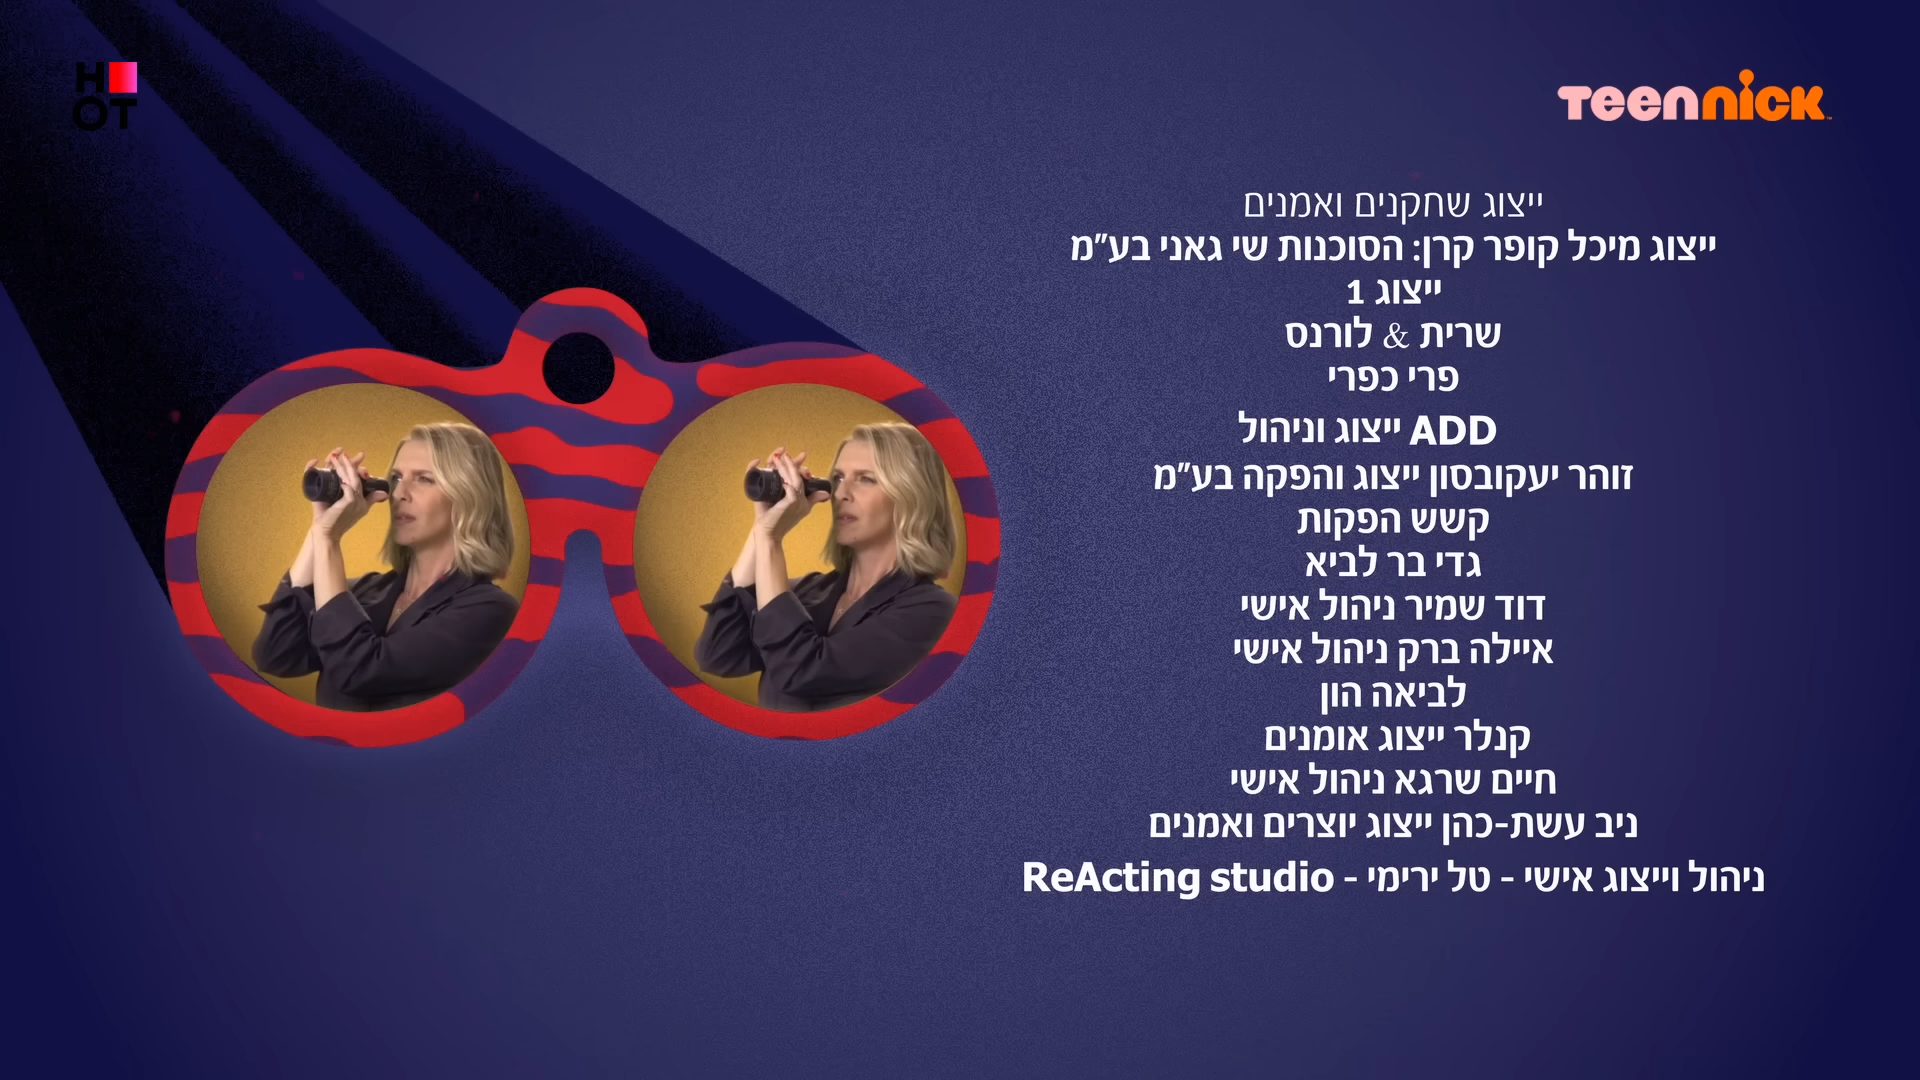 HOT
TEENNICK
ייצוג שחקנים ואמנים
ייצוג מיכל קופר קרן: הסוכנות שי גאני בע"מ
ייצוג 1
שרית & לורנס
פרי כפרי
ADD ייצוג וניהול
זוהר יעקובסון ייצוג והפקה בע"מ
קשש הפקות
גדי בר לביא
דוד שמיר ניהול אישי
איילה ברק ניהול אישי
לביאה הון
קנלר ייצוג אומנים
חיים שרגא ניהול אישי
ניב עשת-כהן ייצוג יוצרים ואמנים
ניהול וייצוג אישי - טל ירימי - ReActing studio